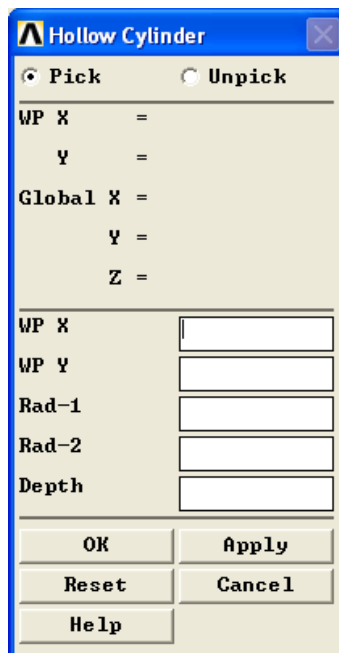 Hollow Cylinder
Pick Unpick
WP X =
Y =
Global X =
Y =
Z =
WP X
WP Y
Rad-1
Rad-2
Depth
OK Apply
Reset Cancel
Help